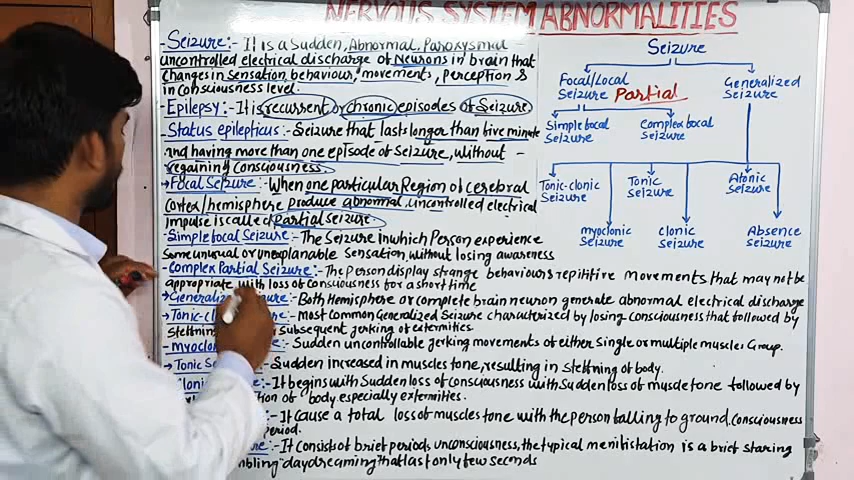 NERVOUS SYSTEM ABNORMALITIES
- Seizure:- It is a Sudden, Abnormal, Paroxysmal
uncontrolled electrical discharge of Neurons in brain that
changes in sensation, behaviour, movements, perception &
in Consciousness level.
- Epilepsy:- It is recurrent or chronic episodes of Seizure
- Status epilepticus:- Seizure that lasts longer than five minute
and having more than one episode of seizure, without -
regaining consciousness.
→ Focal Seizure:- When one particular Region of cerebral
Cortex/hemisphere produce abnormal, uncontrolled electrical
impulse is called Partial seizure
- Simple focal Seizure:- The Seizure in which Person experience
some unusual or unexplanable Sensation, without losing awareness
- Complex Partial Seizure:- The person display strange behaviours repititive movements that may not be
appropriate with loss of consciousness for a short time
→ Generalized Seizure:- Both Hemisphere or complete brain neuron generate abnormal electrical discharge
→ Tonic-cl :- most common Generalized Seizure characterized by losing consciousness that followed by
subsequent jerking of extermities.
- myoclon :- Sudden uncontrollable jerking movements of either single or multiple muscles Group.
→ Tonic S :- Sudden increased in muscles tone, resulting in steffning of body.
Clonic :- It begins with Sudden loss of consciousness with Sudden loss of muscle tone followed by
of body. especially extermities.
:- It cause a total loss of muscles tone with the person falling to ground. Consciousness
period.
:- It consists of brief periods unconsciousness, the typical menifistation is a brief staring
daydreaming that last only few seconds
Seizure
Focal/Local Seizure Partial
Generalized Seizure
Simple focal Seizure
Complex focal Seizure
Tonic-clonic Seizure
Tonic Seizure
Atonic Seizure
myoclonic Seizure
clonic Seizure
Absence seizure